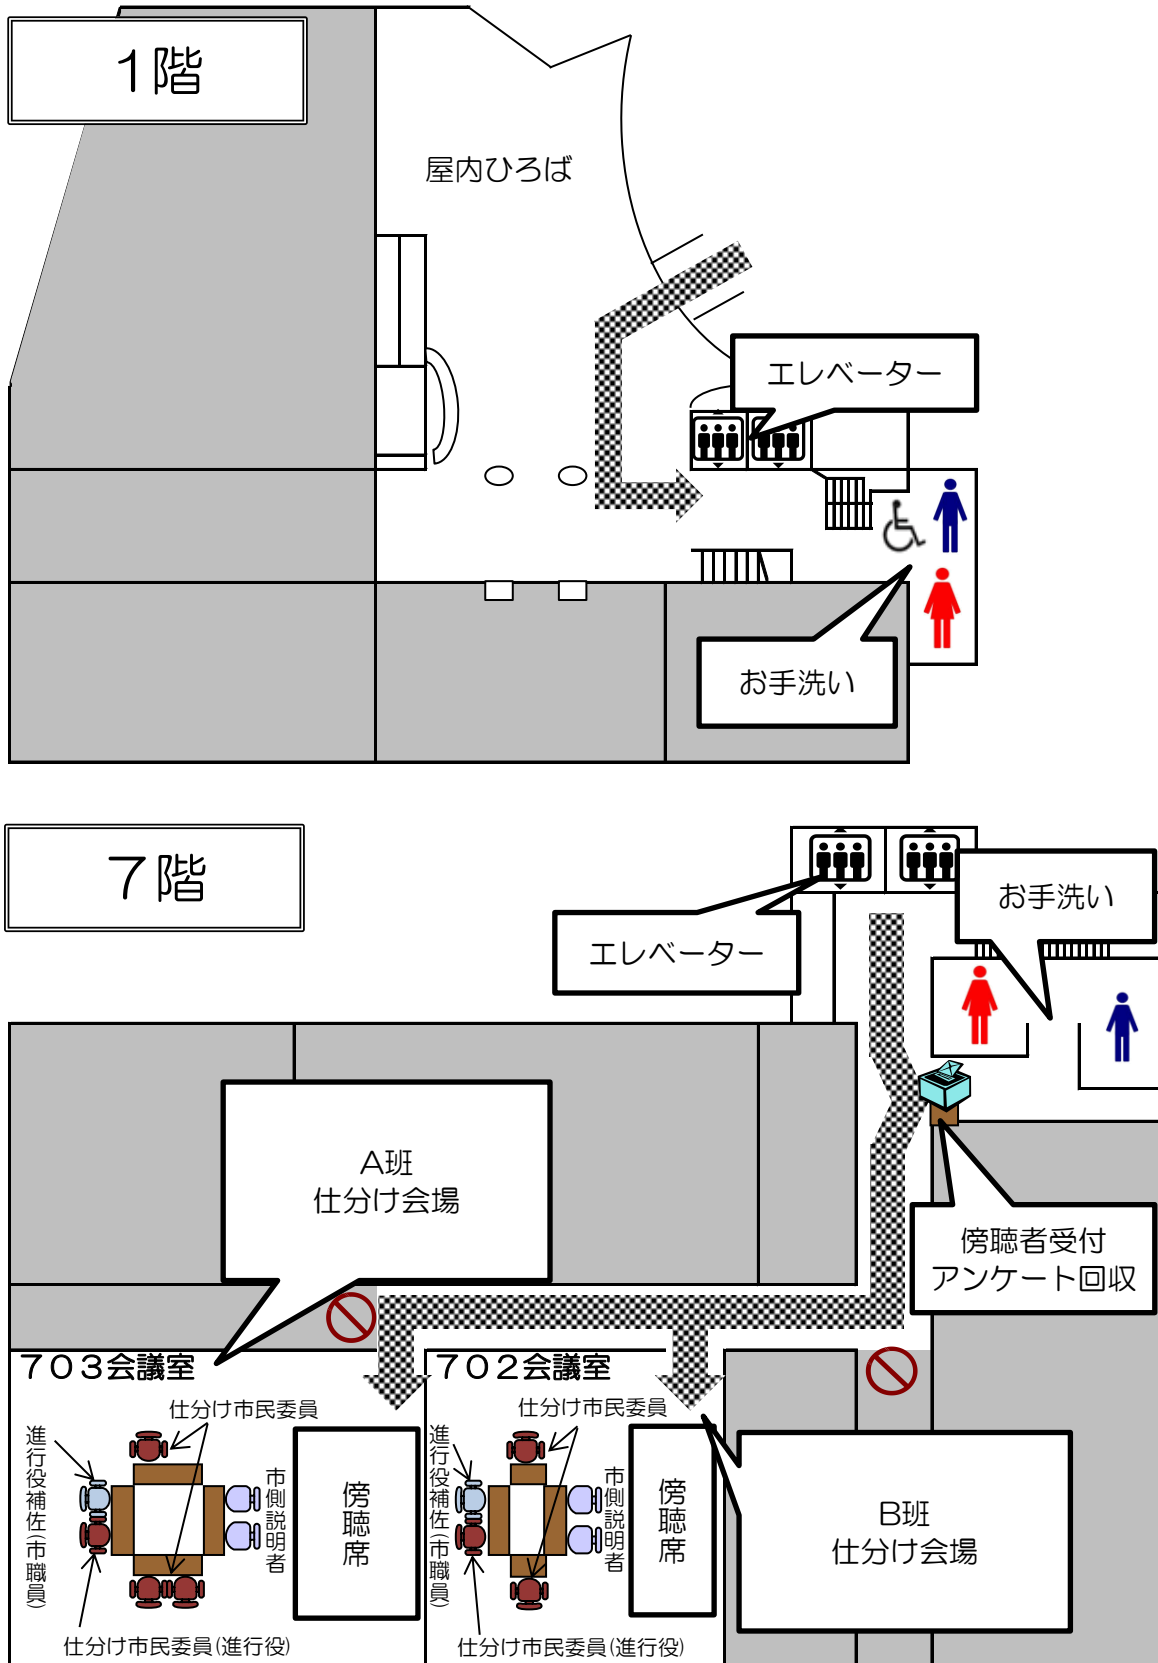 1階
屋内ひろば
エレベーター
お手洗い
7階
お手洗い
エレベーター
A班
仕分け会場
傍聴者受付
アンケート回収
703会議室
702会議室
仕分け市民委員
仕分け市民委員
進行役補佐(市職員)
市側説明者
傍聴席
進行役補佐(市職員)
市側説明者
傍聴席
B班
仕分け会場
仕分け市民委員(進行役)
仕分け市民委員(進行役)